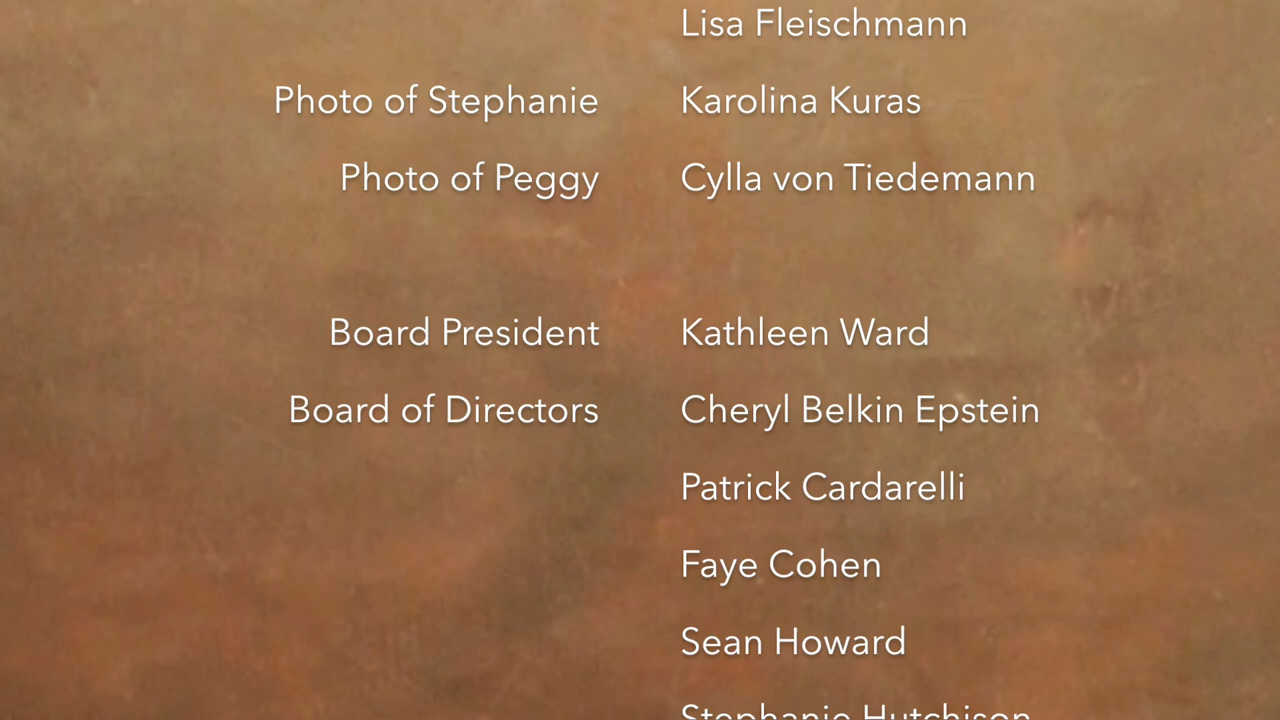 Lisa Fleischmann
Photo of Stephanie Karolina Kuras
Photo of Peggy Cylla von Tiedemann
Board President Kathleen Ward
Board of Directors Cheryl Belkin Epstein
Patrick Cardarelli
Faye Cohen
Sean Howard
Stephanie Hutchison